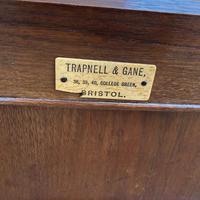 TRAPNELL & GANE,
38, 39, 40, COLLEGE GREEN,
BRISTOL.